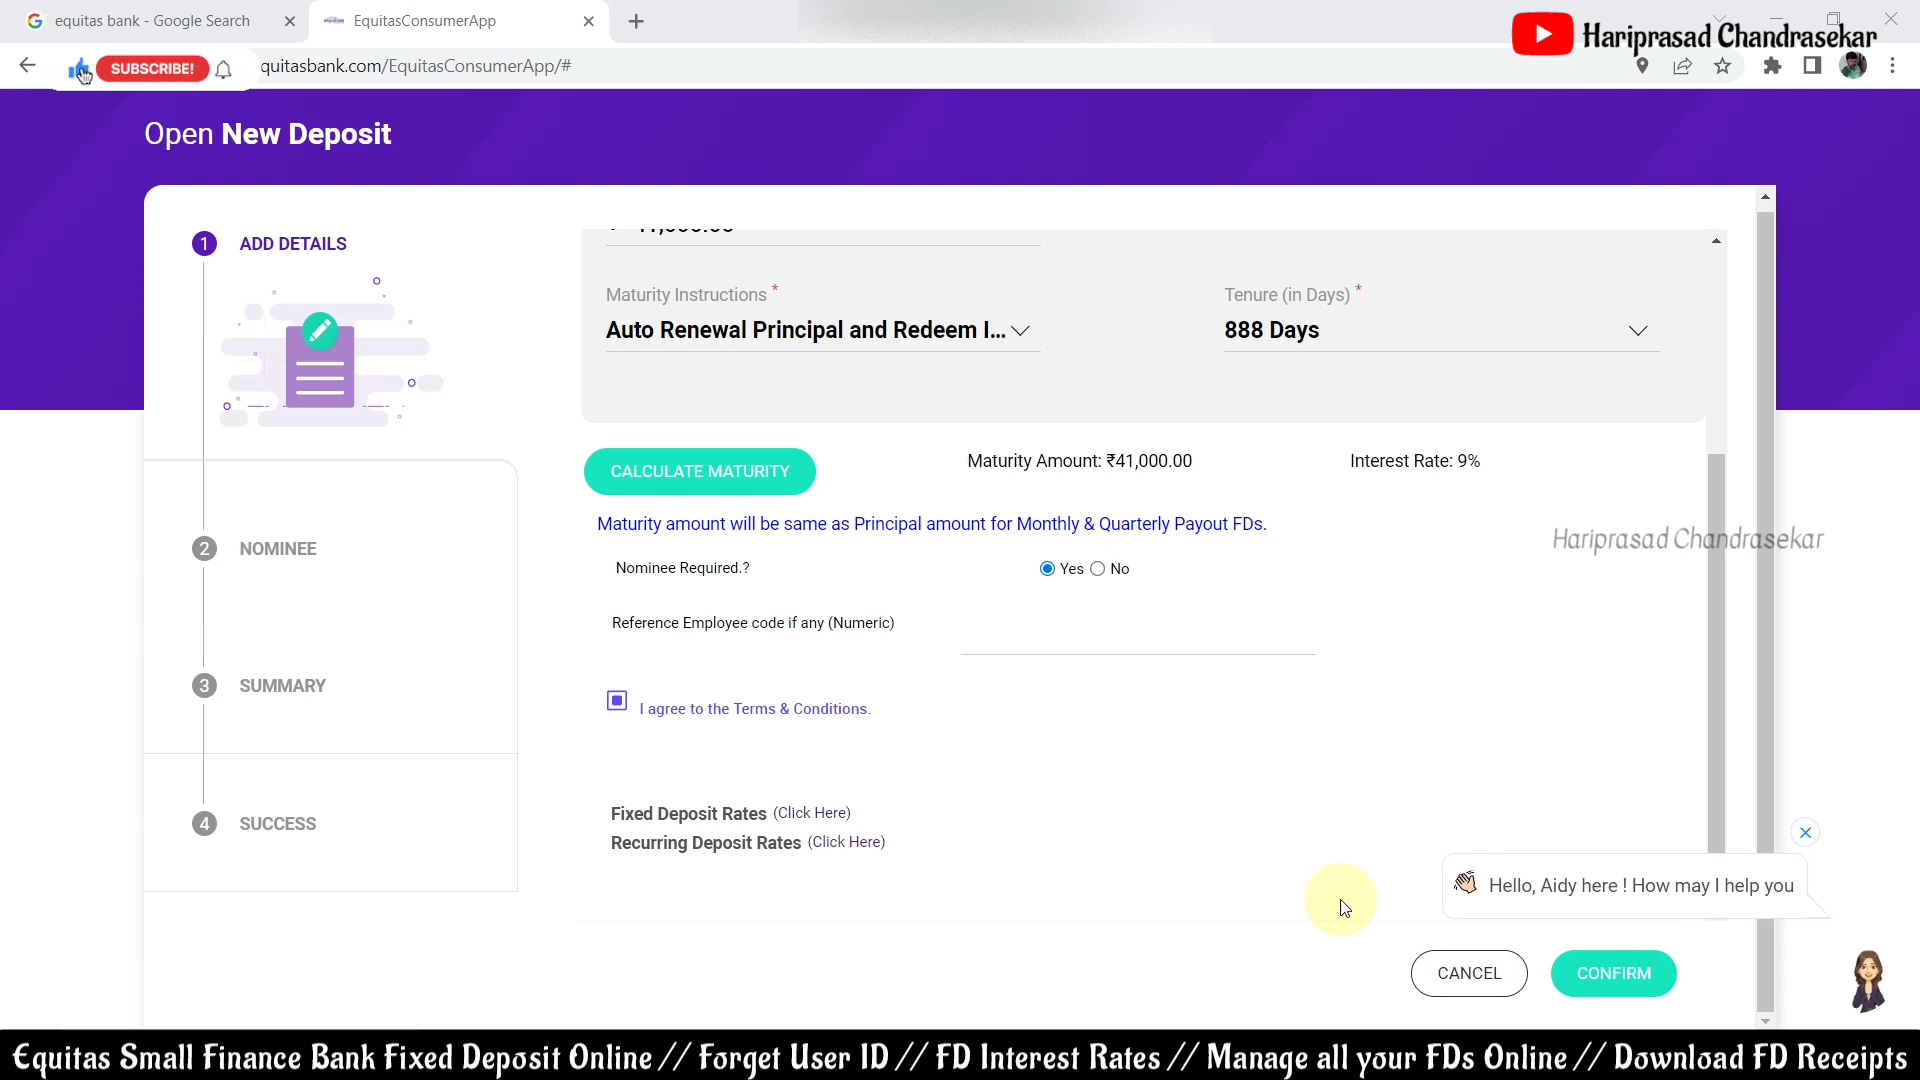 equitas bank - Google Search
EquitasConsumerApp
Hariprasad Chandrasekar
SUBSCRIBE!
quitasbank.com/EquitasConsumerApp/#
Open New Deposit
1 ADD DETAILS
Maturity Instructions *
Tenure (in Days) *
Auto Renewal Principal and Redeem I...
888 Days
CALCULATE MATURITY
Maturity Amount: ₹41,000.00
Interest Rate: 9%
Maturity amount will be same as Principal amount for Monthly & Quarterly Payout FDs.
Hariprasad Chandrasekar
2 NOMINEE
Nominee Required.?
Yes No
Reference Employee code if any (Numeric)
3 SUMMARY
I agree to the Terms & Conditions.
4 SUCCESS
Fixed Deposit Rates (Click Here)
Recurring Deposit Rates (Click Here)
Hello, Aidy here ! How may I help you
CANCEL
CONFIRM
Equitas Small Finance Bank Fixed Deposit Online // Forget User ID // FD Interest Rates // Manage all your FDs Online // Download FD Receipts